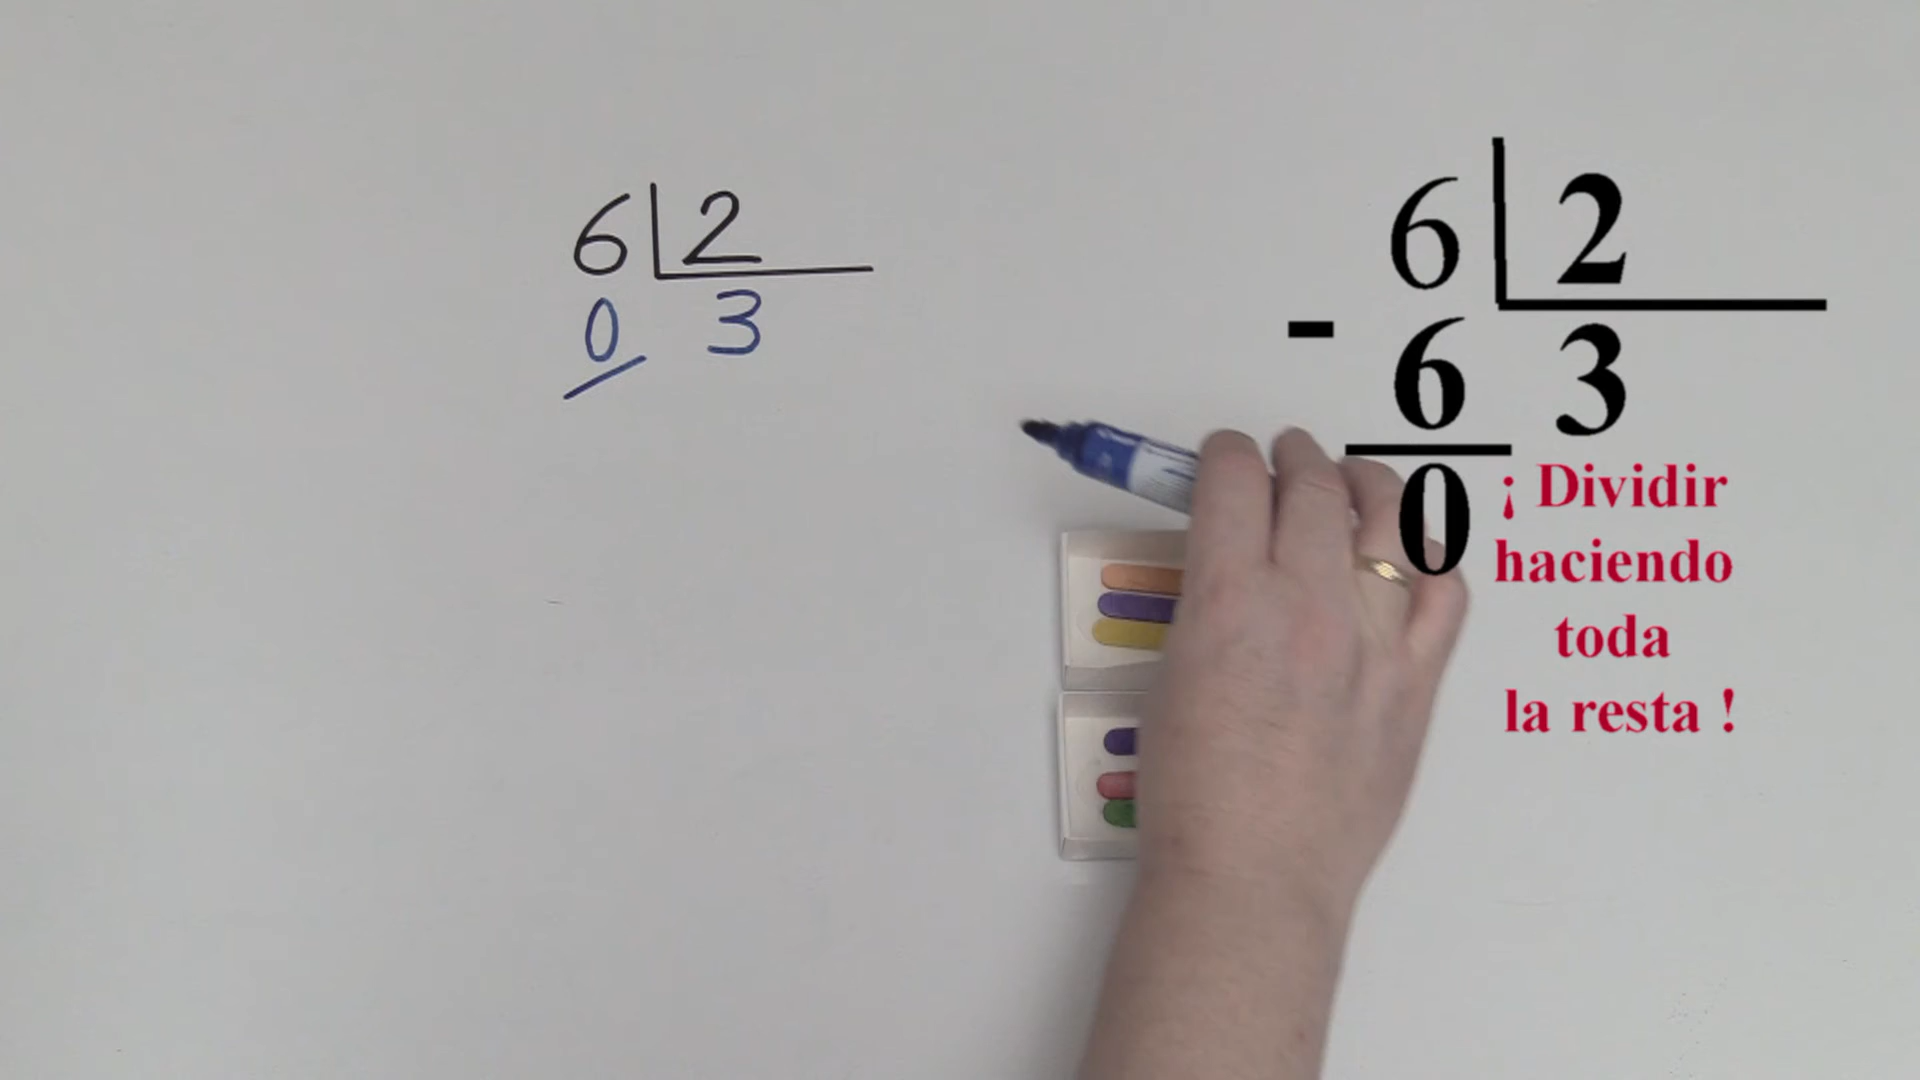 6 2
0 3
6 2
- 6 3
0
¡ Dividir
haciendo
toda
la resta !